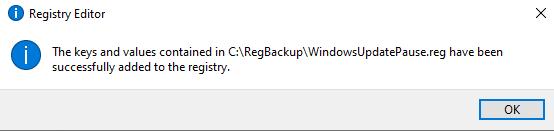 Registry Editor
The keys and values contained in C:\RegBackup\WindowsUpdatePause.reg have been
successfully added to the registry.
OK